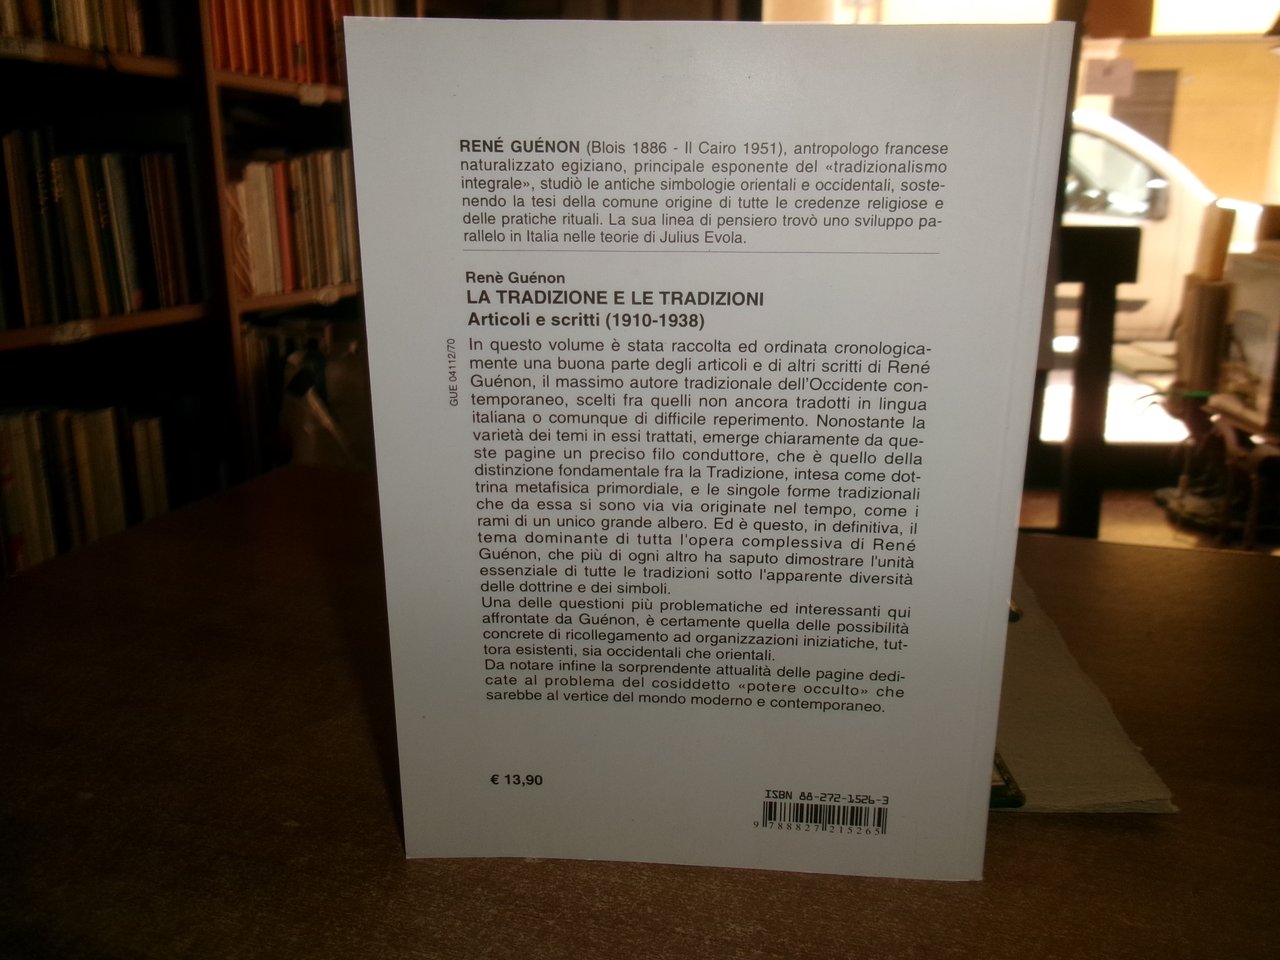 RENÉ GUÉNON (Blois 1886 - Il Cairo 1951), antropologo francese
naturalizzato egiziano, principale esponente del «tradizionalismo
integrale», studiò le antiche simbologie orientali e occidentali, soste-
nendo la tesi della comune origine di tutte le credenze religiose e
delle pratiche rituali. La sua linea di pensiero trovò uno sviluppo pa-
rallelo in Italia nelle teorie di Julius Evola.
Renè Guénon
LA TRADIZIONE E LE TRADIZIONI
Articoli e scritti (1910-1938)
GUE 04112/70
In questo volume è stata raccolta ed ordinata cronologica-
mente una buona parte degli articoli e di altri scritti di René
Guénon, il massimo autore tradizionale dell'Occidente con-
temporaneo, scelti fra quelli non ancora tradotti in lingua
italiana o comunque di difficile reperimento. Nonostante la
varietà dei temi in essi trattati, emerge chiaramente da que-
ste pagine un preciso filo conduttore, che è quello della
distinzione fondamentale fra la Tradizione, intesa come dot-
trina metafisica primordiale, e le singole forme tradizionali
che da essa si sono via via originate nel tempo, come i
rami di un unico grande albero. Ed è questo, in definitiva, il
tema dominante di tutta l'opera complessiva di René
Guénon, che più di ogni altro ha saputo dimostrare l'unità
essenziale di tutte le tradizioni sotto l'apparente diversità
delle dottrine e dei simboli.
Una delle questioni più problematiche ed interessanti qui
affrontate da Guénon, è certamente quella delle possibilità
concrete di ricollegamento ad organizzazioni iniziatiche, tut-
tora esistenti, sia occidentali che orientali.
Da notare infine la sorprendente attualità delle pagine dedi-
cate al problema del cosiddetto «potere occulto» che
sarebbe al vertice del mondo moderno e contemporaneo.
€ 13,90
ISBN 88-272-1526-3
9 788827 215265